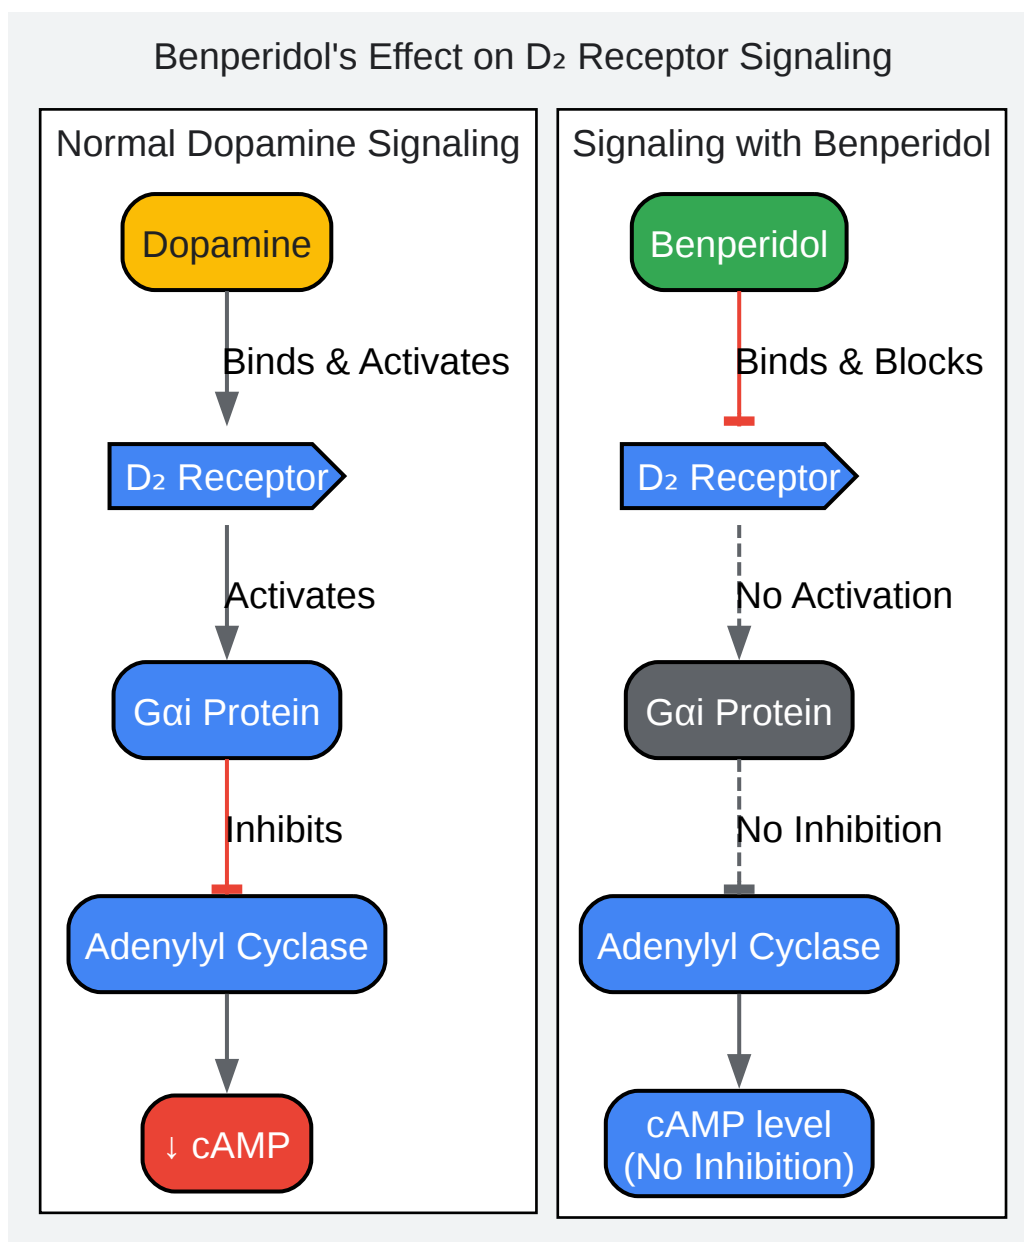 Benperidol's Effect on D₂ Receptor Signaling
Normal Dopamine Signaling
Dopamine
Binds & Activates
D₂ Receptor
Activates
Gαi Protein
Inhibits
Adenylyl Cyclase
↓ cAMP
Signaling with Benperidol
Benperidol
Binds & Blocks
D₂ Receptor
No Activation
Gαi Protein
No Inhibition
Adenylyl Cyclase
cAMP level
(No Inhibition)